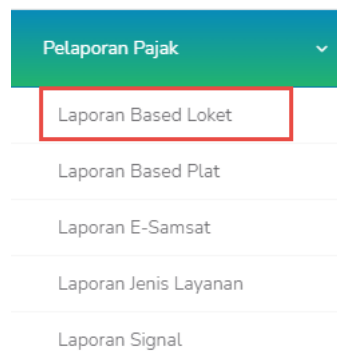 Pelaporan Pajak
Laporan Based Loket
Laporan Based Plat
Laporan E-Samsat
Laporan Jenis Layanan
Laporan Signal